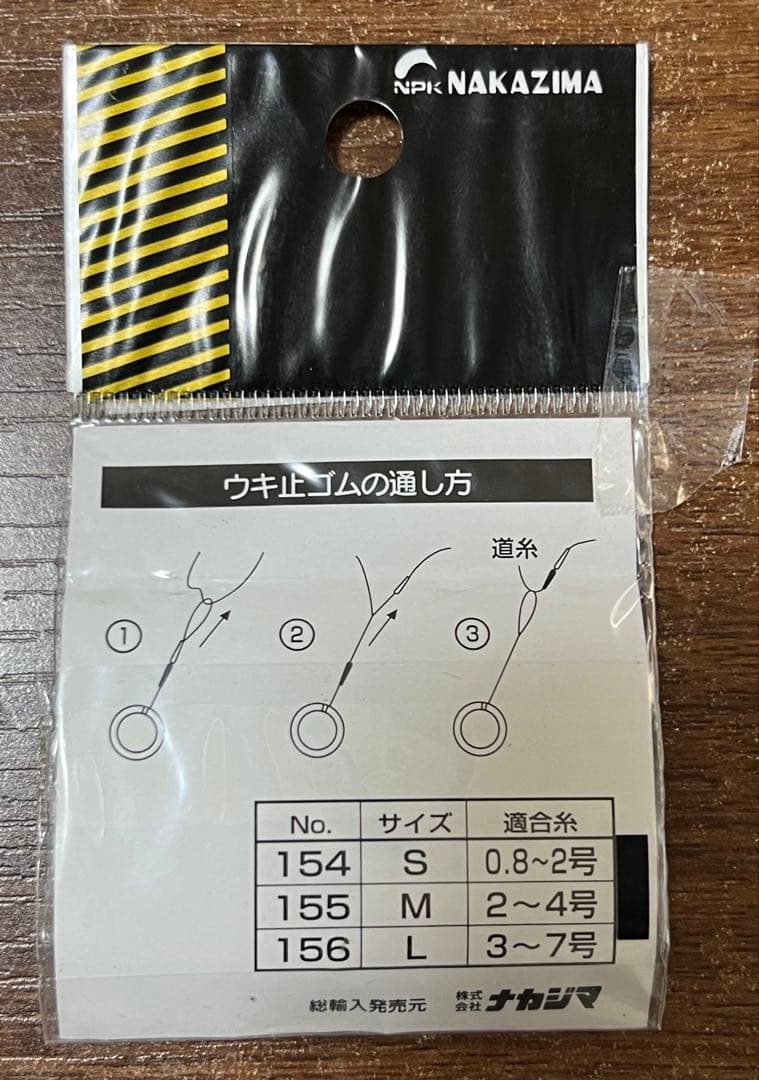 NPK NAKAZIMA
ウキ止ゴムの通し方
道糸
① ② ③
No. サイズ 適合糸
154 S 0.8~2号
155 M 2~4号
156 L 3~7号
総輸入発売元 株式会社 ナカジマ